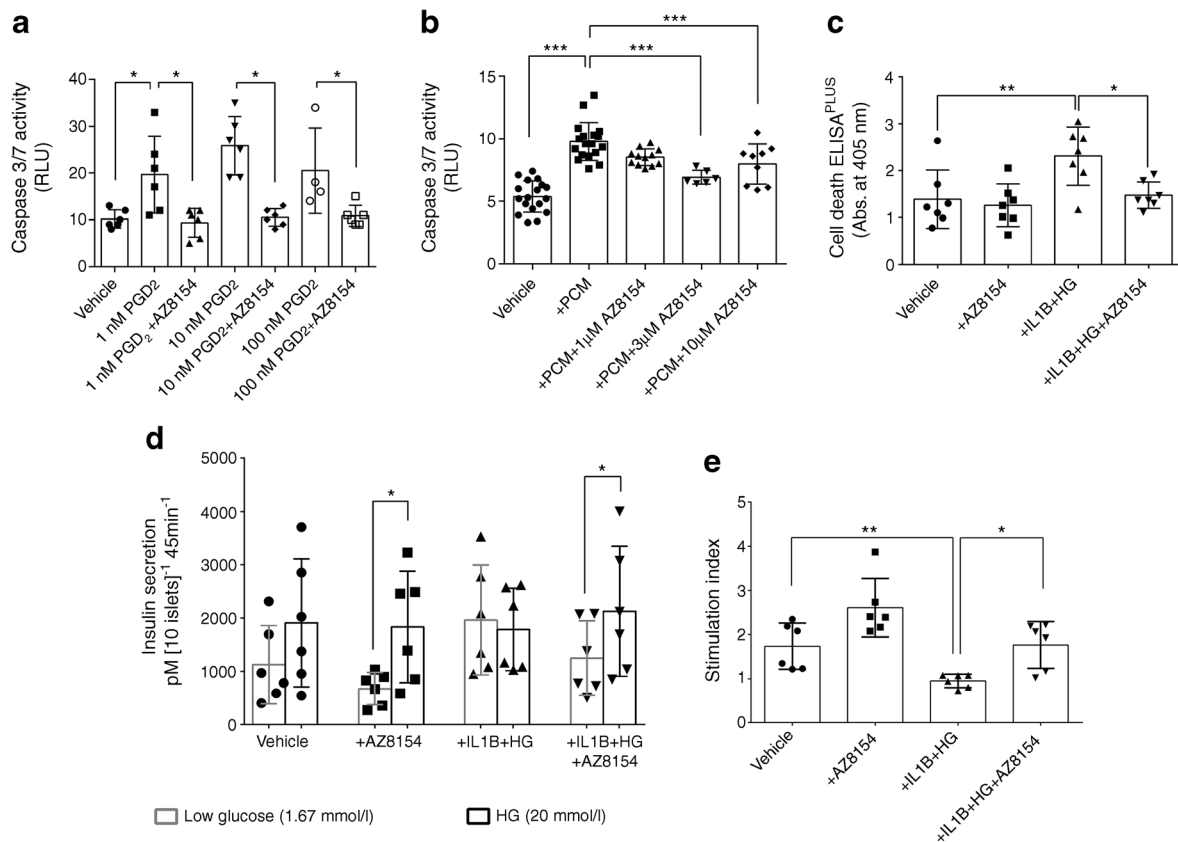 a
Caspase 3/7 activity
(RLU)
40
30
20
10
0
*
*
*
*
Vehicle
1 nM PGD2
1 nM PGD2 +AZ8154
10 nM PGD2
10 nM PGD2+AZ8154
100 nM PGD2
100 nM PGD2+AZ8154
b
Caspase 3/7 activity
(RLU)
15
10
5
0
***
***
***
Vehicle
+PCM
+PCM+1µM AZ8154
+PCM+3µM AZ8154
+PCM+10µM AZ8154
c
Cell death ELISA^PLUS
(Abs. at 405 nm)
4
3
2
1
0
**
*
Vehicle
+AZ8154
+IL1B+HG
+IL1B+HG+AZ8154
d
Insulin secretion
pM [10 islets]⁻¹ 45min⁻¹
5000
4000
3000
2000
1000
0
*
*
Vehicle
+AZ8154
+IL1B+HG
+IL1B+HG
+AZ8154
Low glucose (1.67 mmol/l)
HG (20 mmol/l)
e
Stimulation index
5
4
3
2
1
0
**
*
Vehicle
+AZ8154
+IL1B+HG
+IL1B+HG+AZ8154